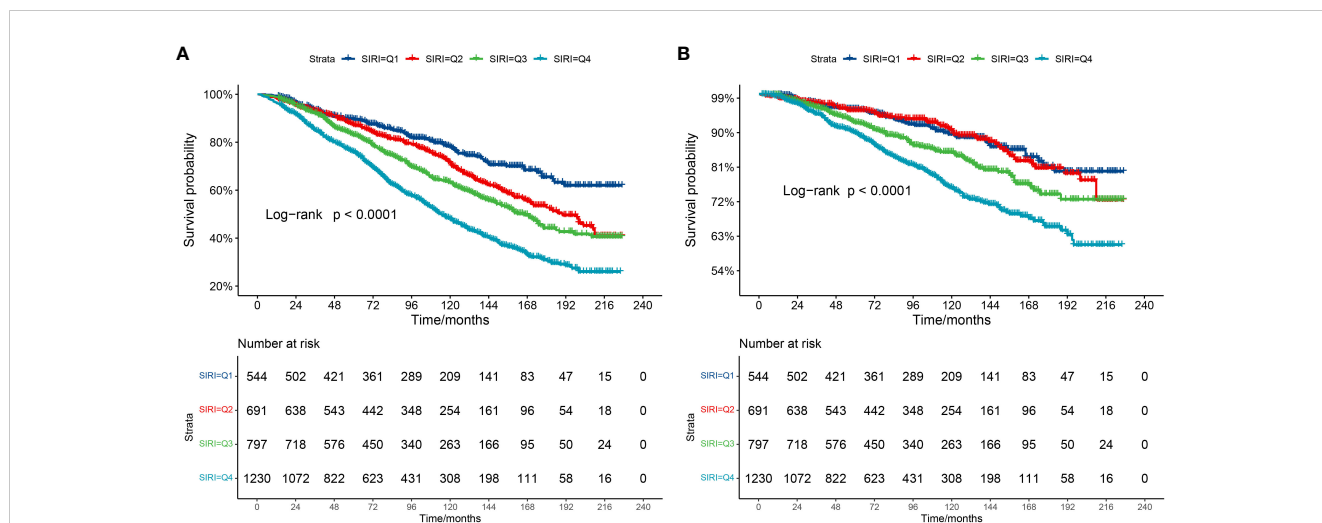 A
Strata SIRI=Q1 SIRI=Q2 SIRI=Q3 SIRI=Q4
100%
80%
60%
40%
20%
Survival probability
Log-rank p < 0.0001
0 24 48 72 96 120 144 168 192 216 240
Time/months
Number at risk
Strata
SIRI=Q1 544 502 421 361 289 209 141 83 47 15 0
SIRI=Q2 691 638 543 442 348 254 161 96 54 18 0
SIRI=Q3 797 718 576 450 340 263 166 95 50 24 0
SIRI=Q4 1230 1072 822 623 431 308 198 111 58 16 0
0 24 48 72 96 120 144 168 192 216 240
Time/months
B
Strata SIRI=Q1 SIRI=Q2 SIRI=Q3 SIRI=Q4
99%
90%
81%
72%
63%
54%
Survival probability
Log-rank p < 0.0001
0 24 48 72 96 120 144 168 192 216 240
Time/months
Number at risk
Strata
SIRI=Q1 544 502 421 361 289 209 141 83 47 15 0
SIRI=Q2 691 638 543 442 348 254 161 96 54 18 0
SIRI=Q3 797 718 576 450 340 263 166 95 50 24 0
SIRI=Q4 1230 1072 822 623 431 308 198 111 58 16 0
0 24 48 72 96 120 144 168 192 216 240
Time/months